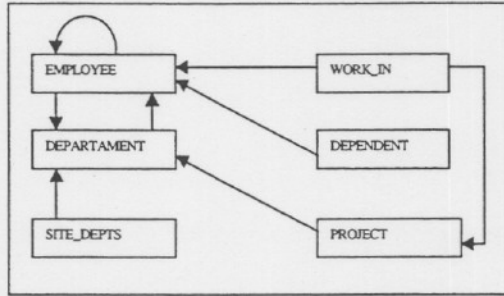 EMPLOYEE
WORK_IN
DEPARTAMENT
DEPENDENT
SITE_DEPTS
PROJECT